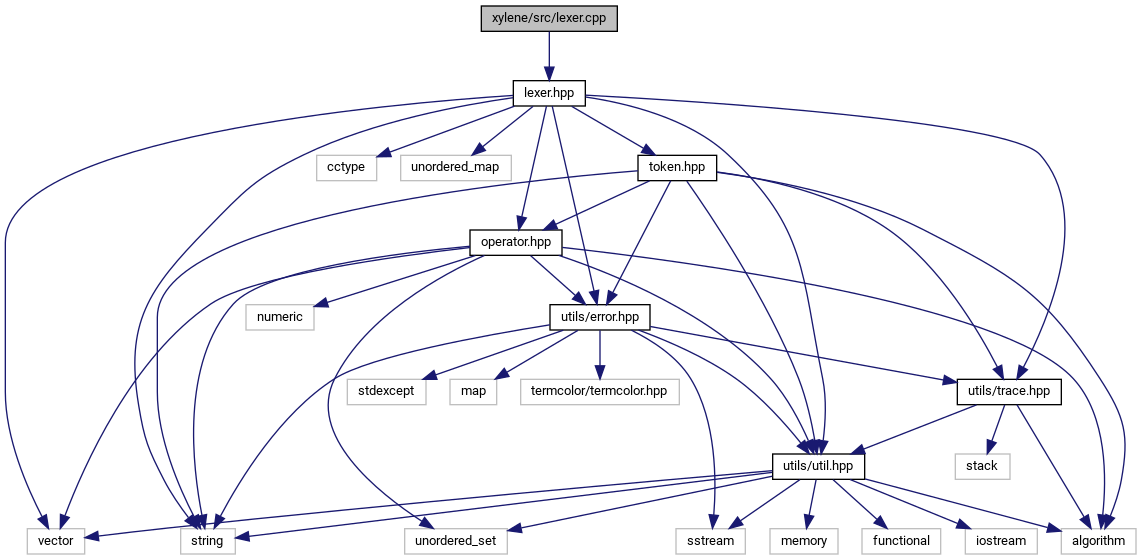 xylene/src/lexer.cpp
lexer.hpp
cctype
unordered_map
token.hpp
operator.hpp
numeric
utils/error.hpp
stdexcept
map
termcolor/termcolor.hpp
utils/trace.hpp
utils/util.hpp
stack
vector
string
unordered_set
sstream
memory
functional
iostream
algorithm